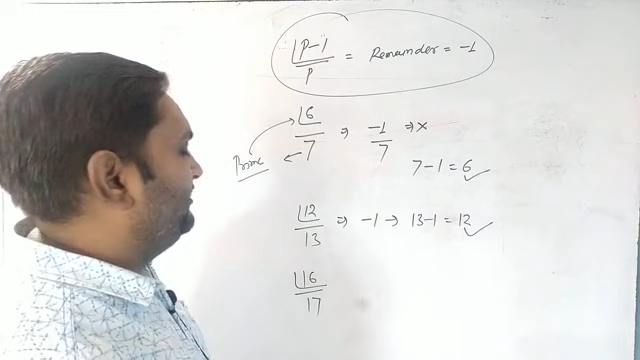 ⌊p-1 / p = Remainder = -1
⌊6 / 7 ⇒ -1 / 7 ⇒ x
Prime
7-1 = 6 ✓
⌊12 / 13 ⇒ -1 → 13-1 = 12 ✓
⌊16 / 17